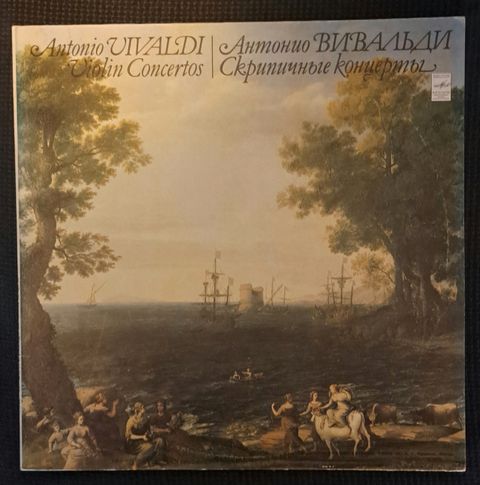 Antonio VIVALDI
Violin Concertos
Антонио ВИВАЛЬДИ
Скрипичные концерты